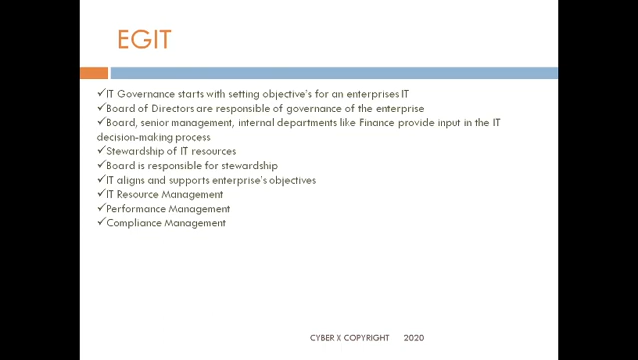 EGIT
✓IT Governance starts with setting objective's for an enterprises IT
✓Board of Directors are responsible of governance of the enterprise
✓Board, senior management, internal departments like Finance provide input in the IT
decision-making process
✓Stewardship of IT resources
✓Board is responsible for stewardship
✓IT aligns and supports enterprise's objectives
✓IT Resource Management
✓Performance Management
✓Compliance Management
CYBER X COPYRIGHT 2020